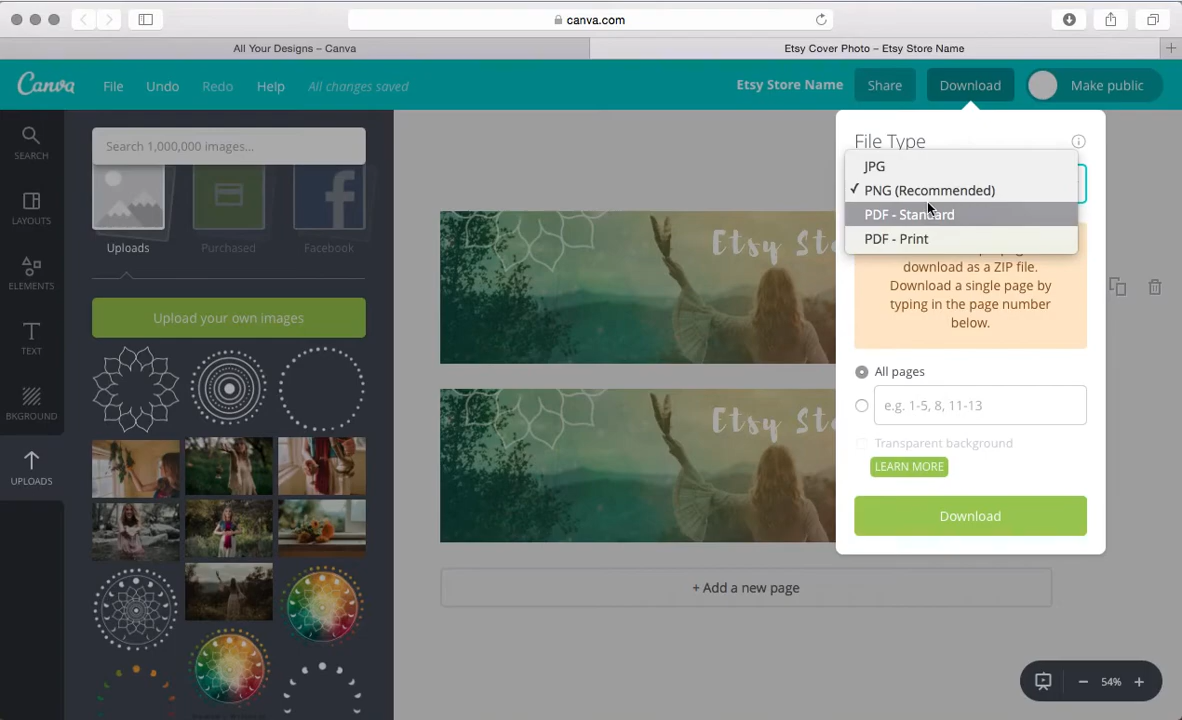 canva.com
All Your Designs – Canva
Etsy Cover Photo – Etsy Store Name
Canva
File
Undo
Redo
Help
All changes saved
Etsy Store Name
Share
Download
Make public
SEARCH
LAYOUTS
ELEMENTS
TEXT
BKGROUND
UPLOADS
Search 1,000,000 images...
Uploads
Purchased
Facebook
Upload your own images
Etsy Sto
Etsy Sto
+ Add a new page
File Type
JPG
PNG (Recommended)
PDF - Standard
PDF - Print
download as a ZIP file.
Download a single page by
typing in the page number
below.
All pages
e.g. 1-5, 8, 11-13
Transparent background
LEARN MORE
Download
54%